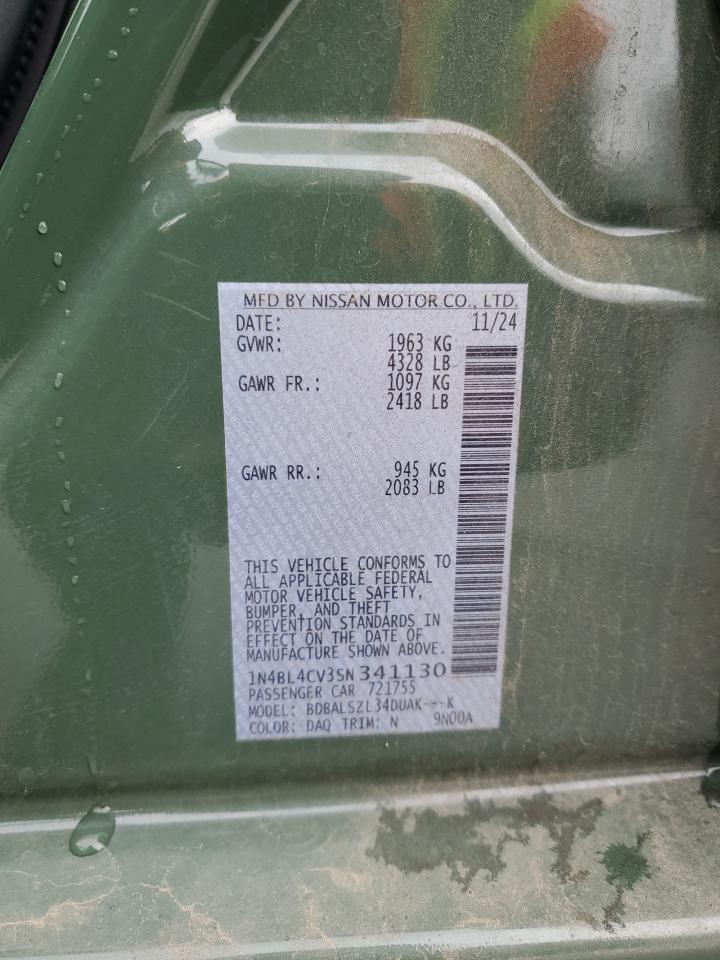 MFD BY NISSAN MOTOR CO., LTD.
DATE: 11/24
GVWR: 1963 KG
4328 LB
GAWR FR.: 1097 KG
2418 LB
GAWR RR.: 945 KG
2083 LB
THIS VEHICLE CONFORMS TO
ALL APPLICABLE FEDERAL
MOTOR VEHICLE SAFETY,
BUMPER, AND THEFT
PREVENTION STANDARDS IN
EFFECT ON THE DATE OF
MANUFACTURE SHOWN ABOVE.
1N4BL4CV3SN341130
PASSENGER CAR 721755
MODEL: BDBALSZL34DUAK---K
COLOR: DAQ TRIM: N 9N00A